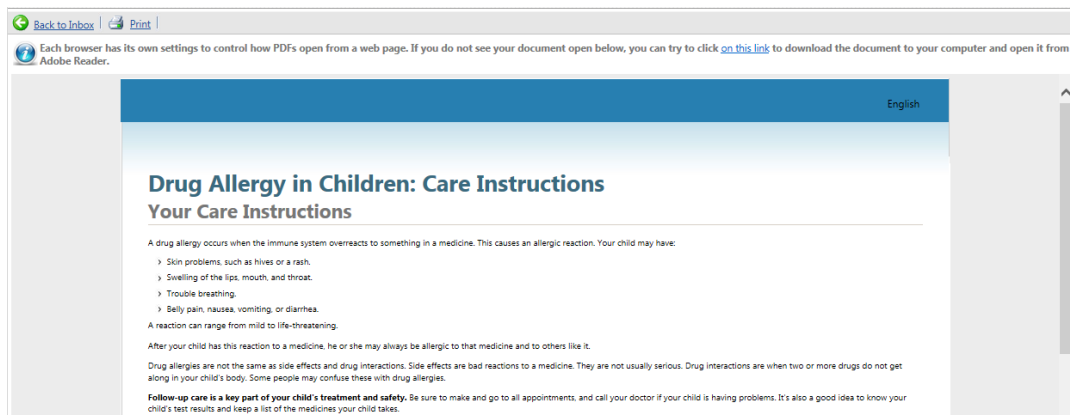 Back to Inbox | Print |
Each browser has its own settings to control how PDFs open from a web page. If you do not see your document open below, you can try to click on this link to download the document to your computer and open it from
Adobe Reader.
English
Drug Allergy in Children: Care Instructions
Your Care Instructions
A drug allergy occurs when the immune system overreacts to something in a medicine. This causes an allergic reaction. Your child may have:
› Skin problems, such as hives or a rash.
› Swelling of the lips, mouth, and throat.
› Trouble breathing.
› Belly pain, nausea, vomiting, or diarrhea.
A reaction can range from mild to life-threatening.
After your child has this reaction to a medicine, he or she may always be allergic to that medicine and to others like it.
Drug allergies are not the same as side effects and drug interactions. Side effects are bad reactions to a medicine. They are not usually serious. Drug interactions are when two or more drugs do not get
along in your child's body. Some people may confuse these with drug allergies.
Follow-up care is a key part of your child's treatment and safety. Be sure to make and go to all appointments, and call your doctor if your child is having problems. It's also a good idea to know your
child's test results and keep a list of the medicines your child takes.